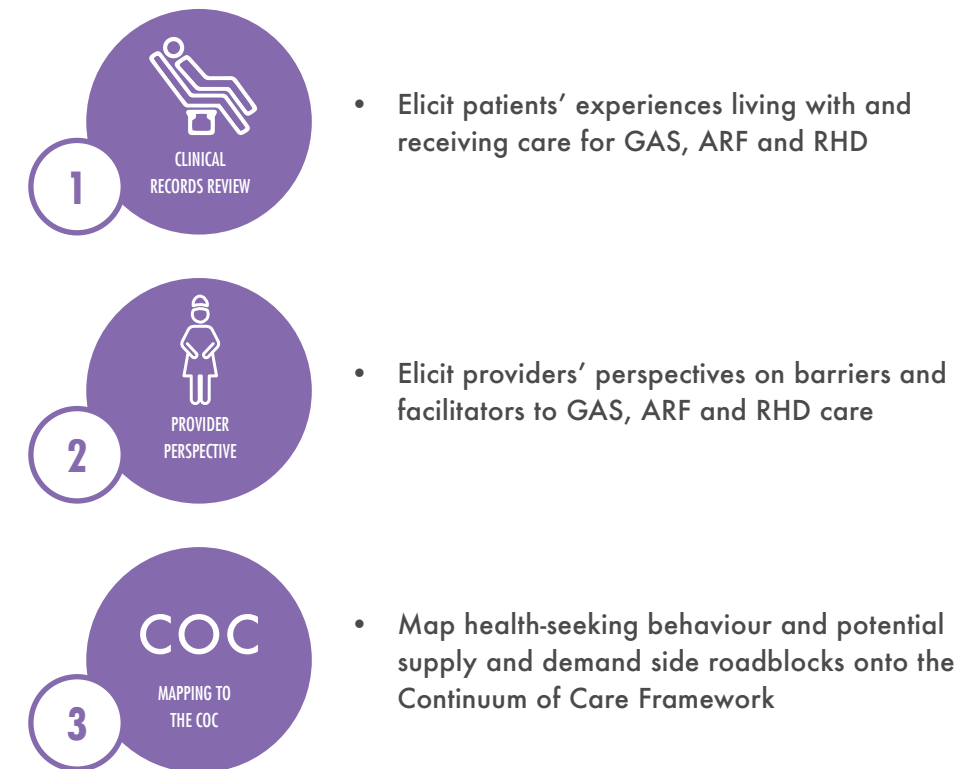 CLINICAL
RECORDS REVIEW
1
• Elicit patients’ experiences living with and
receiving care for GAS, ARF and RHD
PROVIDER
PERSPECTIVE
2
• Elicit providers’ perspectives on barriers and
facilitators to GAS, ARF and RHD care
COC
MAPPING TO
THE COC
3
• Map health-seeking behaviour and potential
supply and demand side roadblocks onto the
Continuum of Care Framework